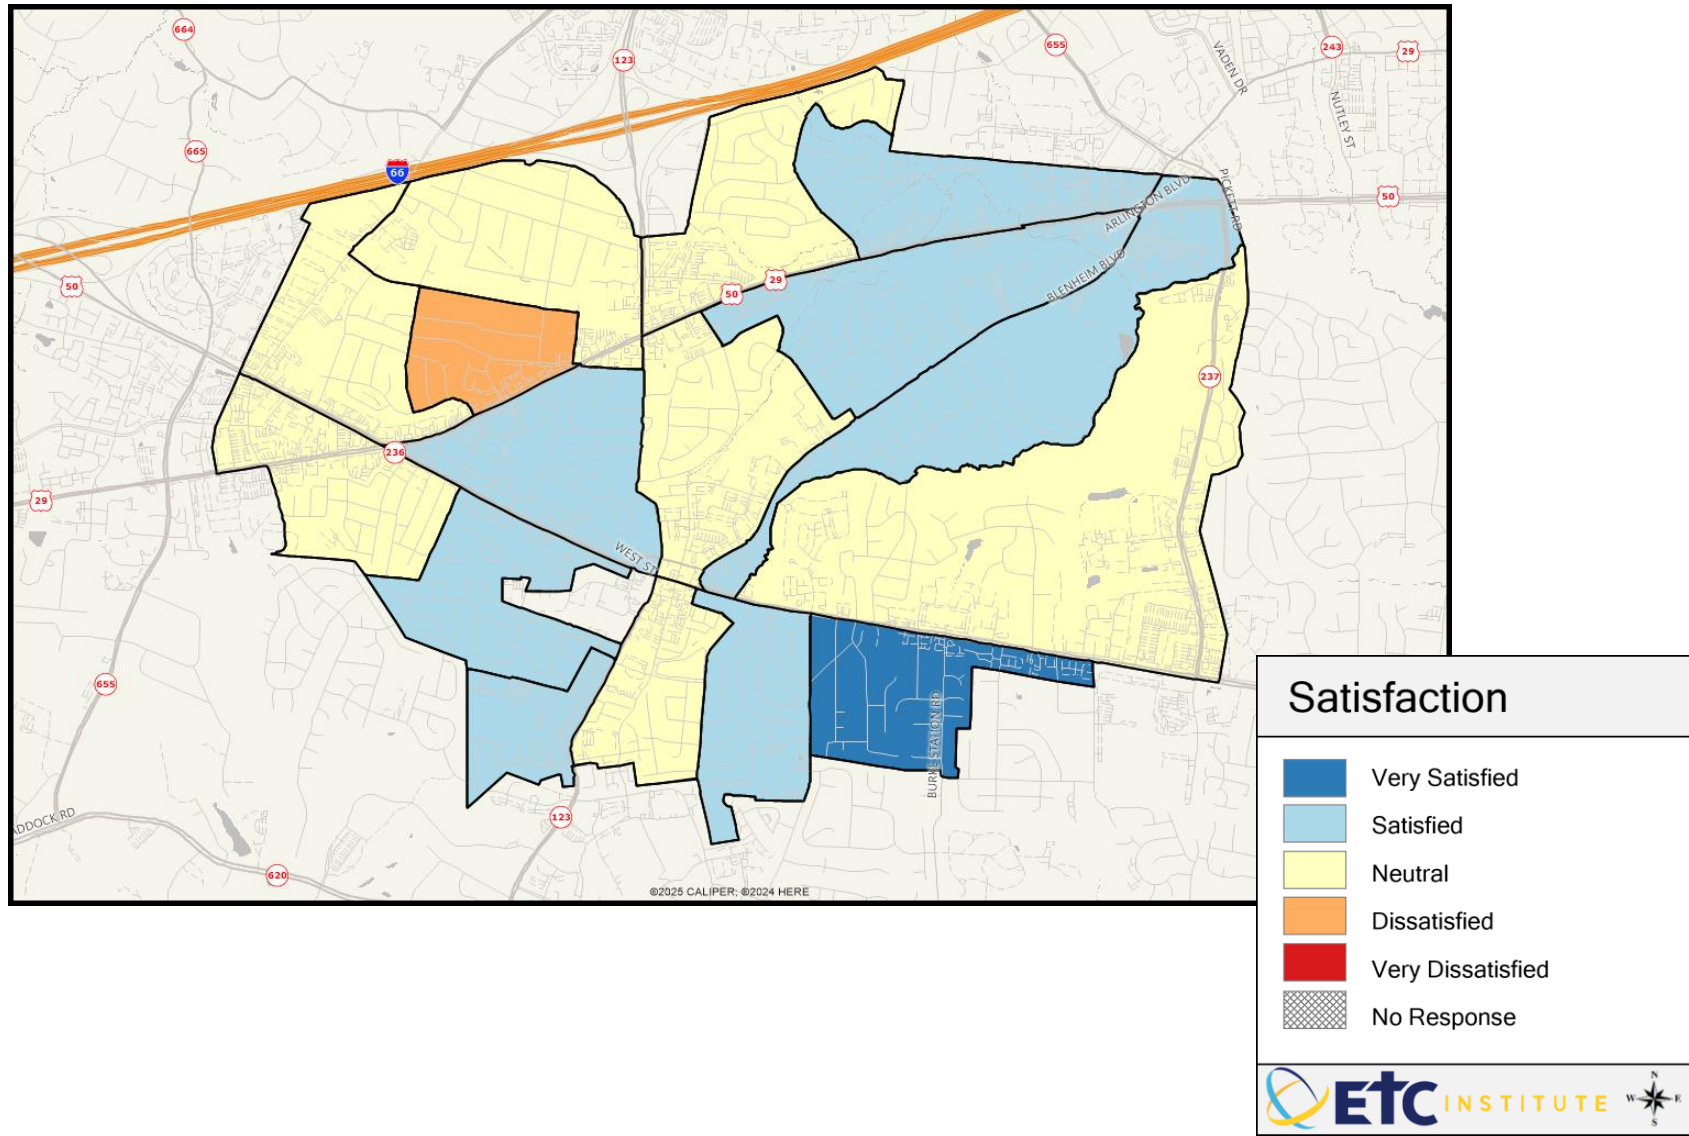 664
123
655
243
29
VADEN DR
NUTLEY ST
665
66
PICKETT RD
50
ARLINGTON BLVD
50
29
50
BLENHEIM BLVD
237
236
29
WEST ST
655
BURKE STATION RD
ADDOCK RD
123
620
©2025 CALIPER; ©2024 HERE
Satisfaction
Very Satisfied
Satisfied
Neutral
Dissatisfied
Very Dissatisfied
No Response
ETC INSTITUTE
N
W E
S